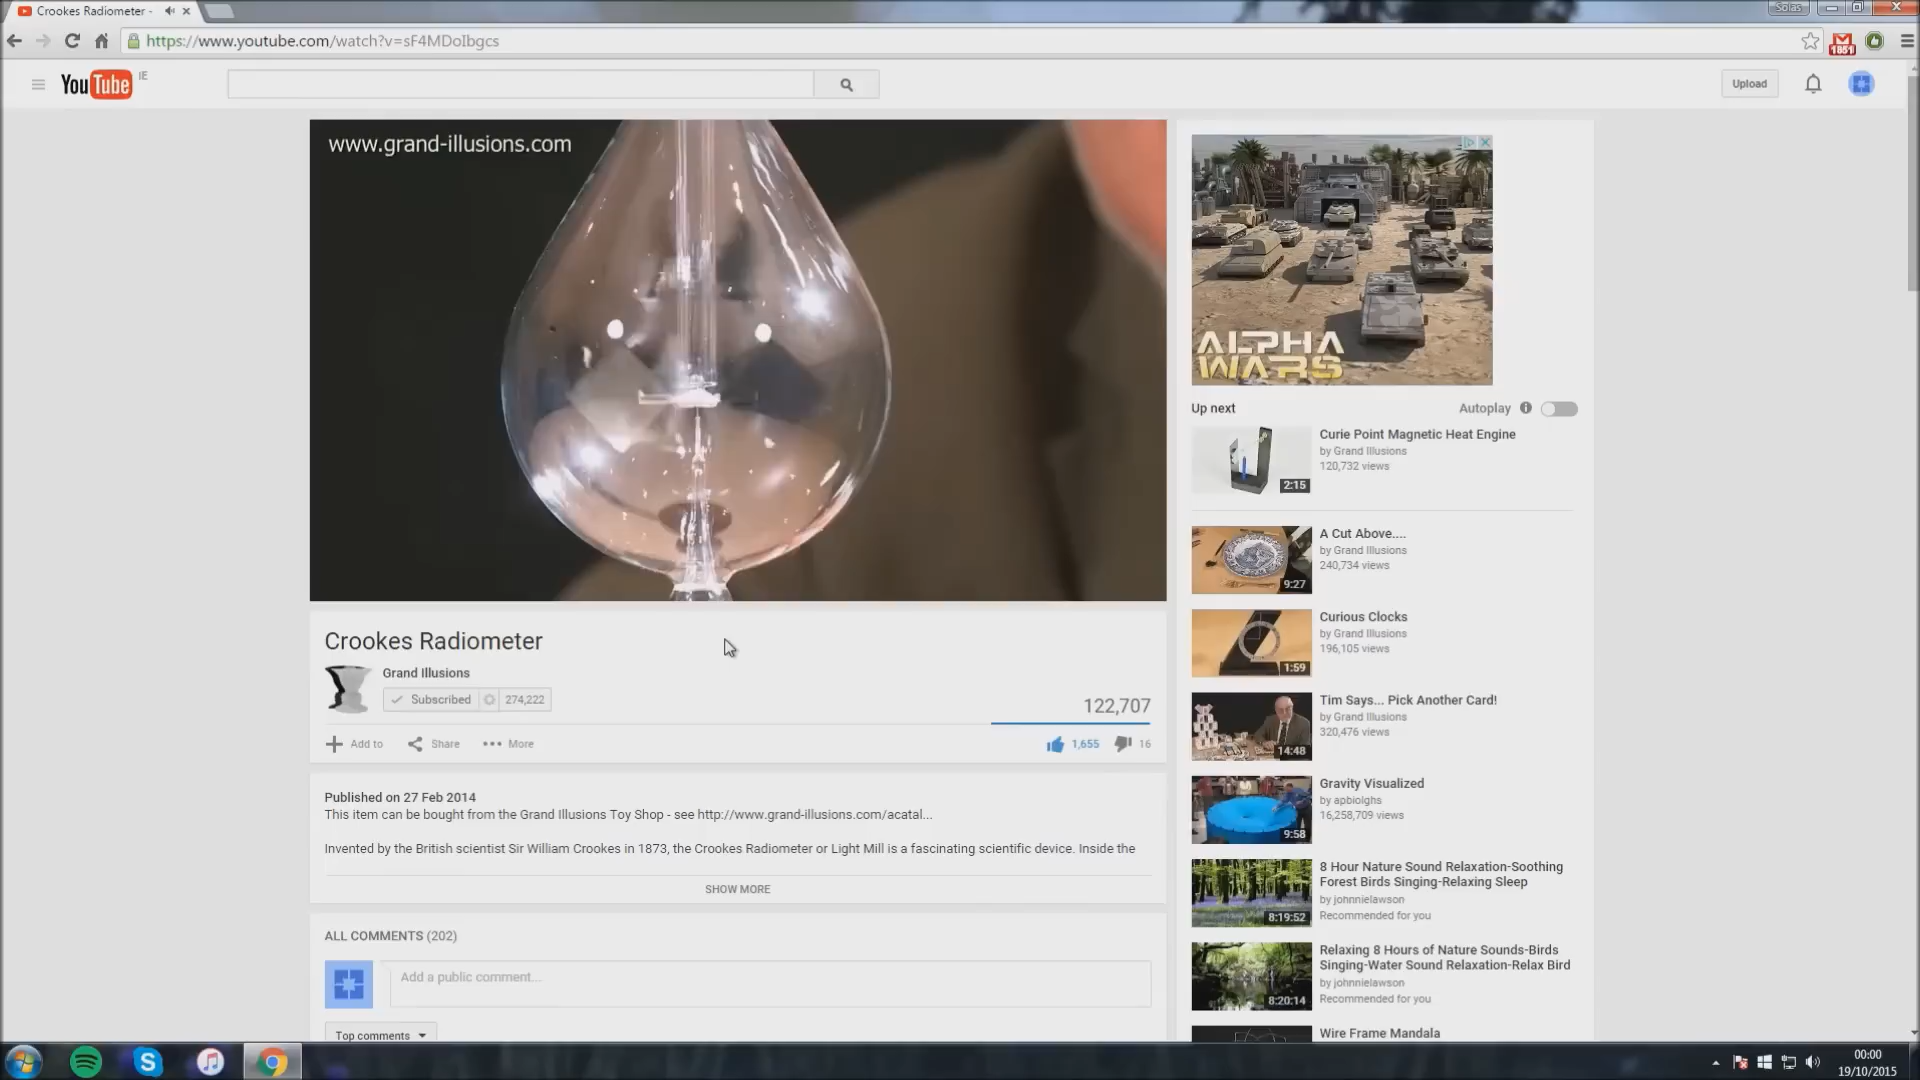 Crookes Radiometer -
Solas
https://www.youtube.com/watch?v=sF4MDoIbgcs
1851
YouTube IE
Upload
www.grand-illusions.com
ALPHA
WARS
Up next
Autoplay
Curie Point Magnetic Heat Engine
by Grand Illusions
120,732 views
2:15
A Cut Above....
by Grand Illusions
240,734 views
9:27
Curious Clocks
by Grand Illusions
196,105 views
1:59
Tim Says... Pick Another Card!
by Grand Illusions
320,476 views
14:48
Gravity Visualized
by apbiolghs
16,258,709 views
9:58
8 Hour Nature Sound Relaxation-Soothing
Forest Birds Singing-Relaxing Sleep
by johnnielawson
Recommended for you
8:19:52
Relaxing 8 Hours of Nature Sounds-Birds
Singing-Water Sound Relaxation-Relax Bird
by johnnielawson
Recommended for you
8:20:14
Wire Frame Mandala
Crookes Radiometer
Grand Illusions
Subscribed 274,222
122,707
Add to Share More 1,655 16
Published on 27 Feb 2014
This item can be bought from the Grand Illusions Toy Shop - see http://www.grand-illusions.com/acatal...
Invented by the British scientist Sir William Crookes in 1873, the Crookes Radiometer or Light Mill is a fascinating scientific device. Inside the
SHOW MORE
ALL COMMENTS (202)
Add a public comment...
Top comments
00:00
19/10/2015